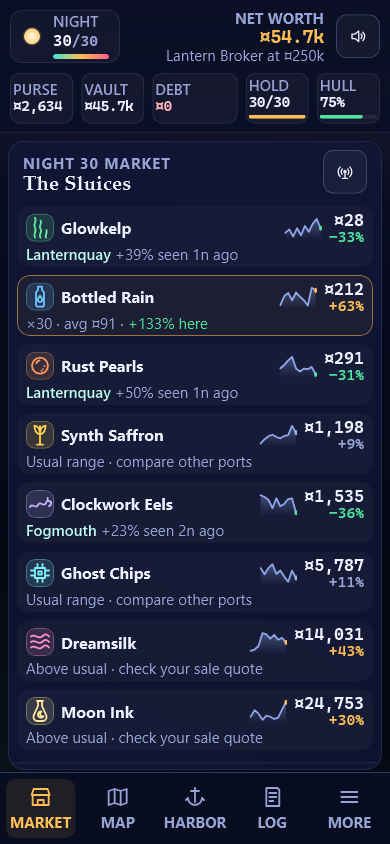 NIGHT
30/30
NET WORTH
¤54.7k
Lantern Broker at ¤250k
PURSE
¤2,634
VAULT
¤45.7k
DEBT
¤0
HOLD
30/30
HULL
75%
NIGHT 30 MARKET
The Sluices
Glowkelp
¤28
−33%
Lanternquay +39% seen 1n ago
Bottled Rain
¤212
+63%
×30 · avg ¤91 · +133% here
Rust Pearls
¤291
−31%
Lanternquay +50% seen 1n ago
Synth Saffron
¤1,198
+9%
Usual range · compare other ports
Clockwork Eels
¤1,535
−36%
Fogmouth +23% seen 2n ago
Ghost Chips
¤5,787
+11%
Usual range · compare other ports
Dreamsilk
¤14,031
+43%
Above usual · check your sale quote
Moon Ink
¤24,753
+30%
Above usual · check your sale quote
MARKET
MAP
HARBOR
LOG
MORE